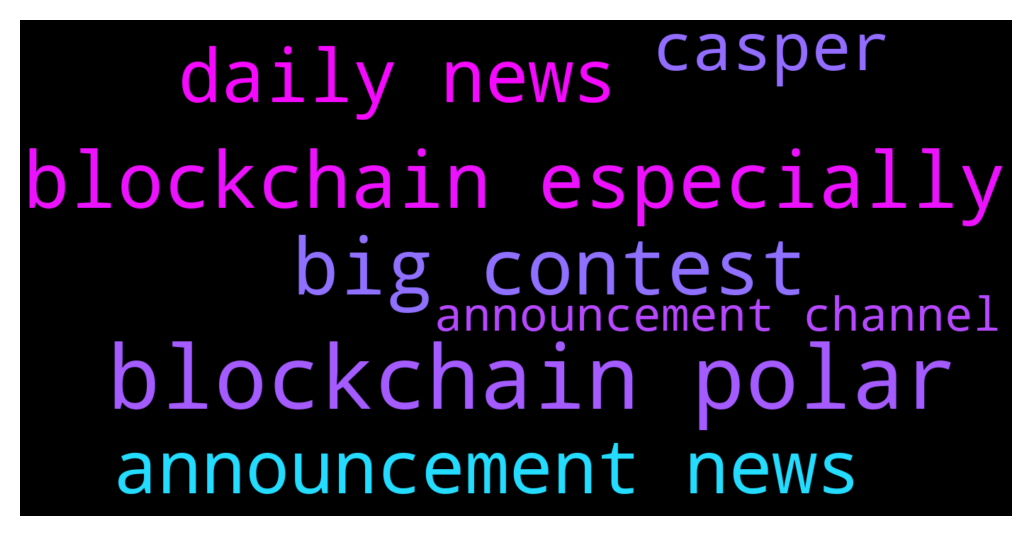 casper
daily news
blockchain especially
big contest
announcement channel
blockchain polar
announcement news